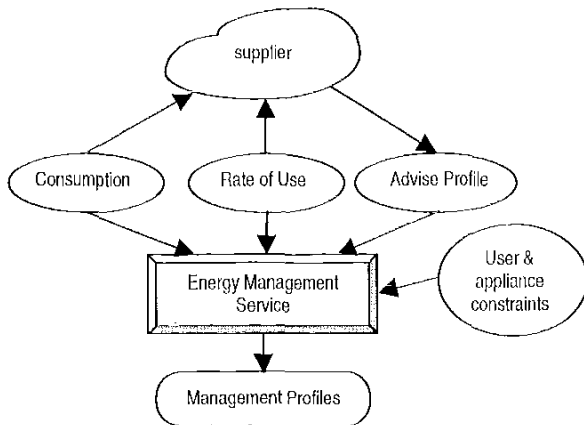 supplier
Consumption
Rate of Use
Advise Profile
Energy Management
Service
User &
appliance
constraints
Management Profiles